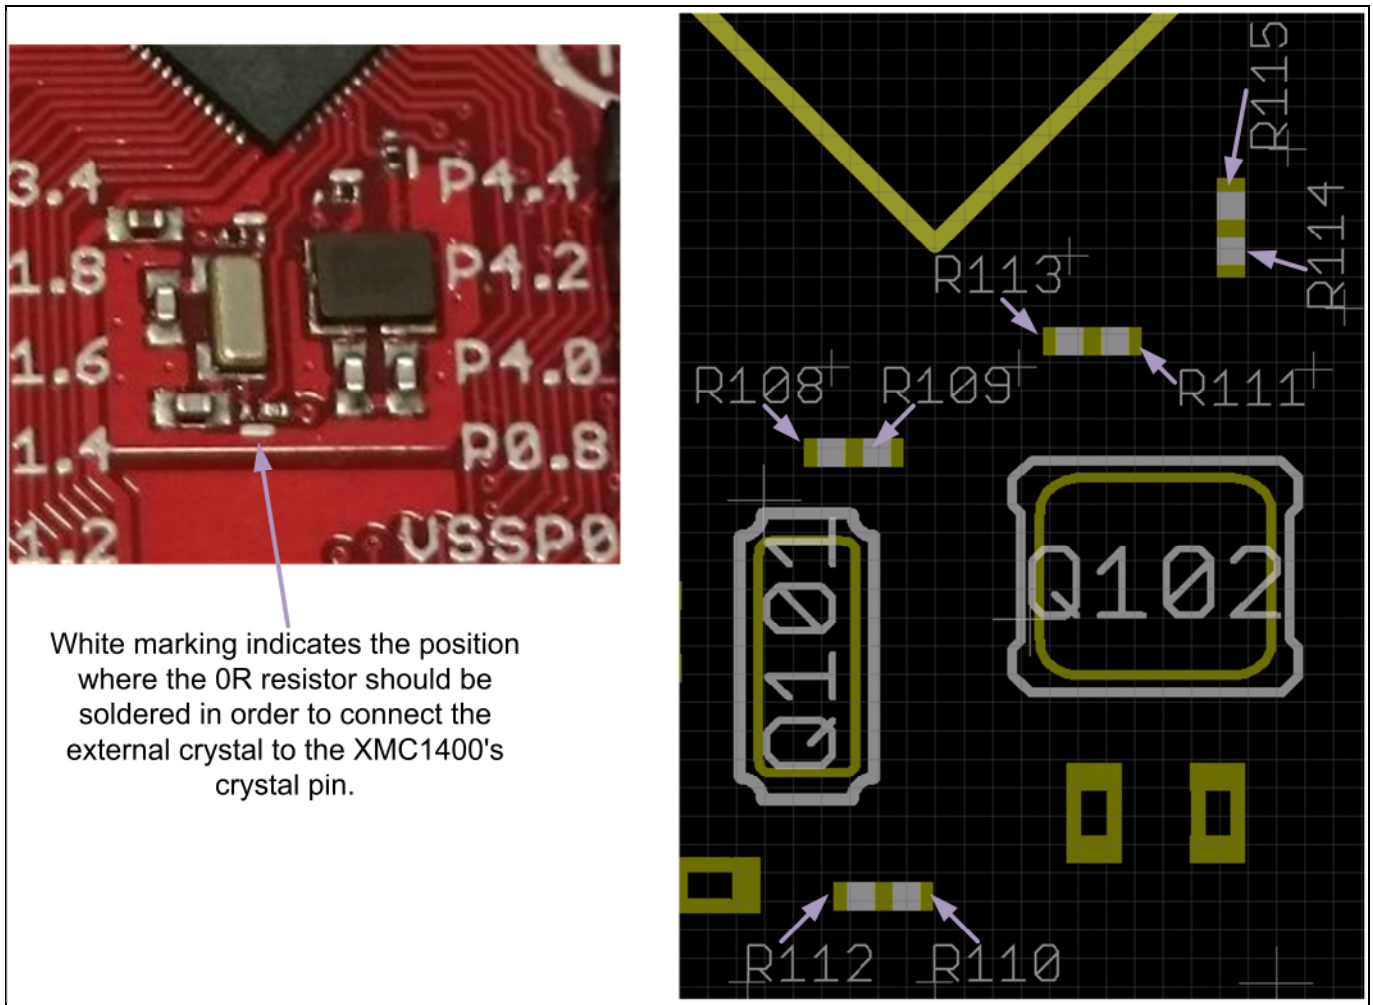 3.4
P4.4
1.8
P4.2
1.6
P4.0
1.4
P0.8
1.2
VSSP0
White marking indicates the position
where the 0R resistor should be
soldered in order to connect the
external crystal to the XMC1400's
crystal pin.
R115
R114
R113
R111
R108
R109
Q101
Q102
R112
R110